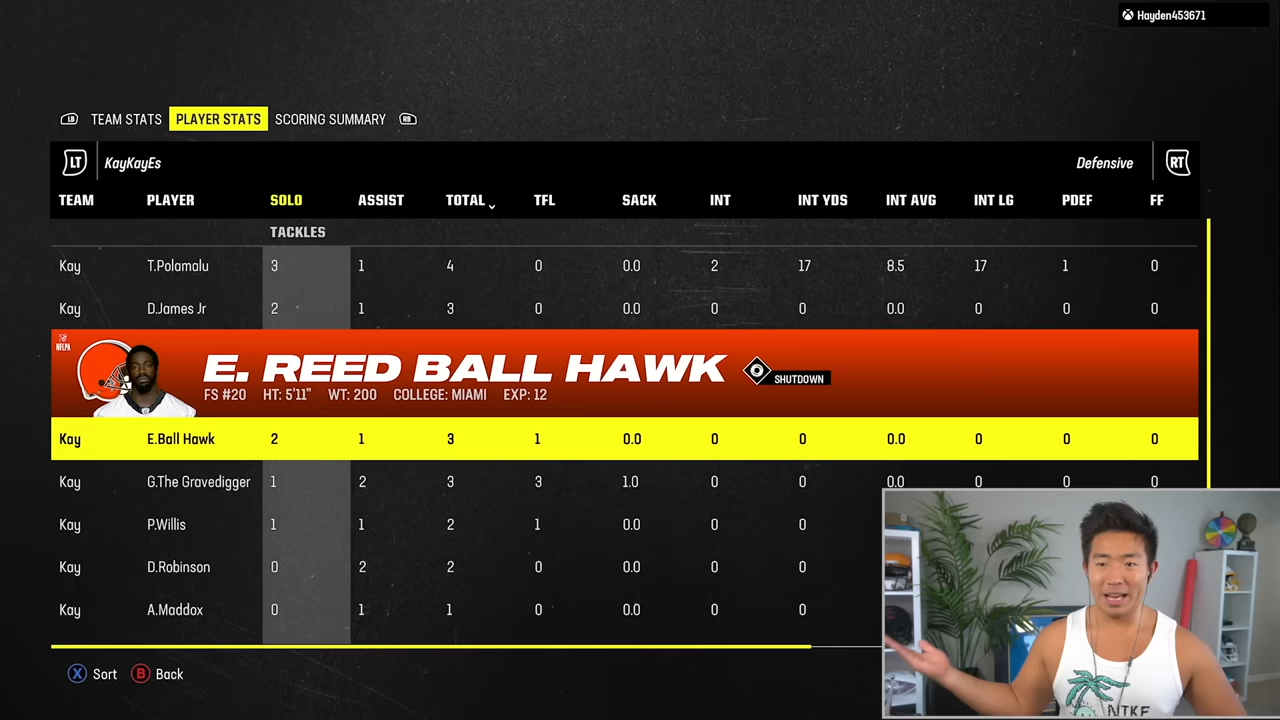 Hayden453671
LB TEAM STATS PLAYER STATS SCORING SUMMARY RB
LT KayKayEs Defensive RT
TEAM PLAYER SOLO ASSIST TOTAL TFL SACK INT INT YDS INT AVG INT LG PDEF FF
TACKLES
Kay T.Polamalu 3 1 4 0 0.0 2 17 8.5 17 1 0
Kay D.James Jr 2 1 3 0 0.0 0 0 0.0 0 0 0
NFLPA
E. REED BALL HAWK SHUTDOWN
FS #20 HT: 5'11" WT: 200 COLLEGE: MIAMI EXP: 12
Kay E.Ball Hawk 2 1 3 1 0.0 0 0 0.0 0 0 0
Kay G.The Gravedigger 1 2 3 3 1.0 0 0 0.0 0 0 0
Kay P.Willis 1 1 2 1 0.0 0 0
Kay D.Robinson 0 2 2 0 0.0 0 0
Kay A.Maddox 0 1 1 0 0.0 0 0
X Sort B Back
NIKE